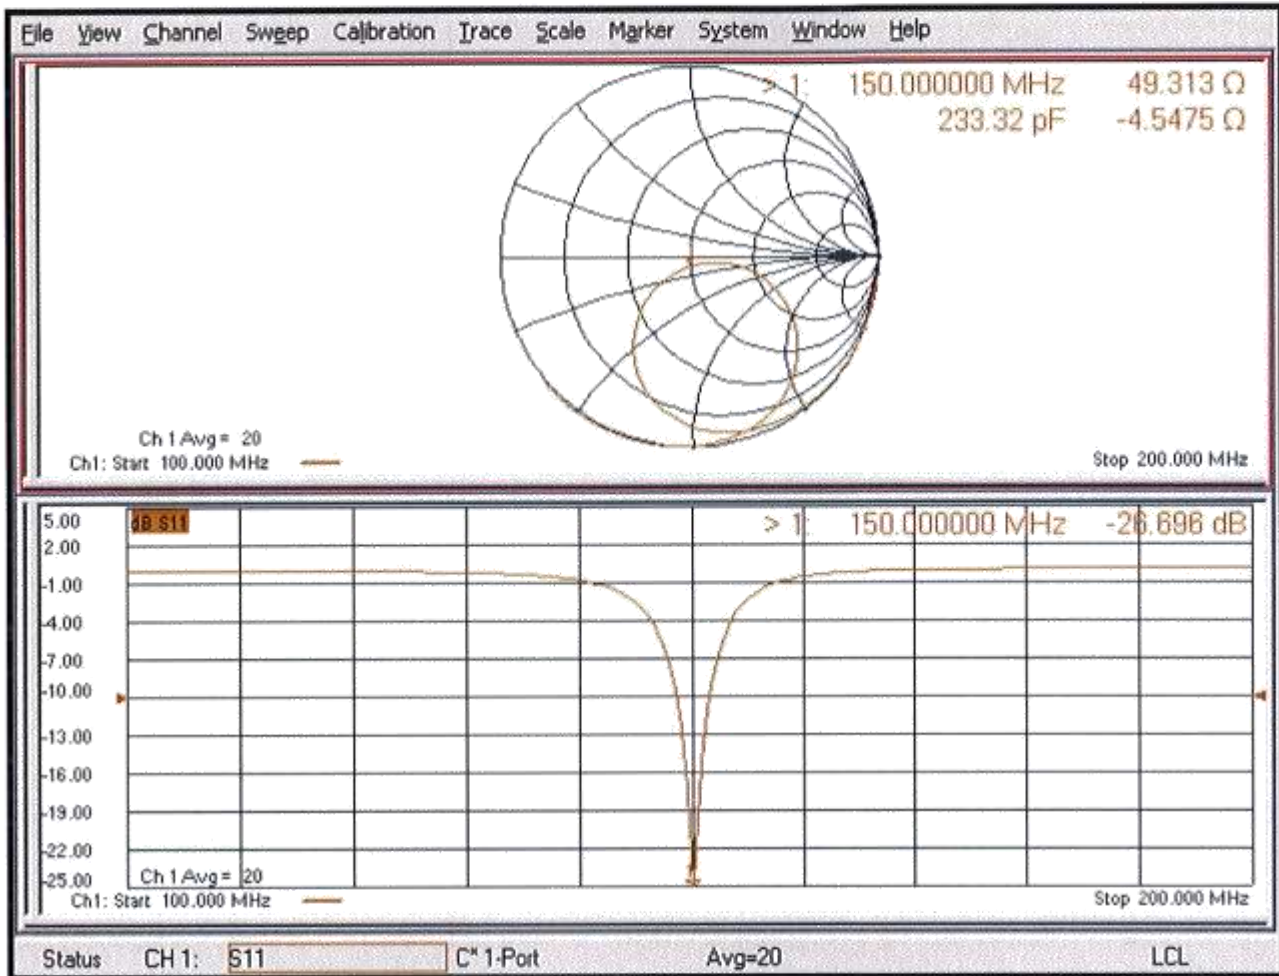 File View Channel Sweep Calibration Trace Scale Marker System Window Help
> 1: 150.000000 MHz 49.313 Ω
233.32 pF -4.5475 Ω
Ch 1 Avg = 20
Ch1: Start 100.000 MHz
Stop 200.000 MHz
5.00
dB S11
> 1: 150.000000 MHz -26.696 dB
2.00
-1.00
-4.00
-7.00
-10.00
-13.00
-16.00
-19.00
-22.00
-25.00
Ch 1 Avg = 20
Ch1: Start 100.000 MHz
Stop 200.000 MHz
Status CH 1: S11 C* 1-Port Avg=20 LCL